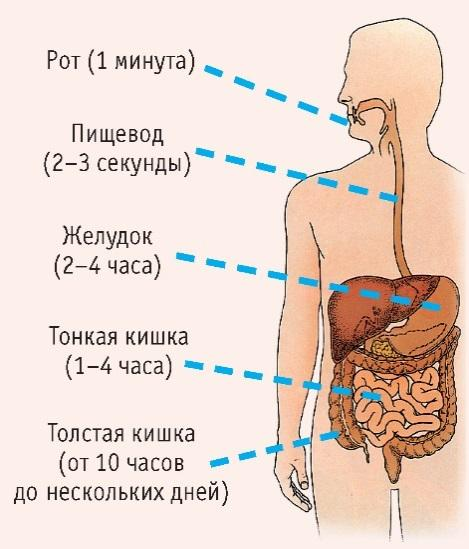 Рот (1 минута)
Пищевод
(2–3 секунды)
Желудок
(2–4 часа)
Тонкая кишка
(1–4 часа)
Толстая кишка
(от 10 часов
до нескольких дней)